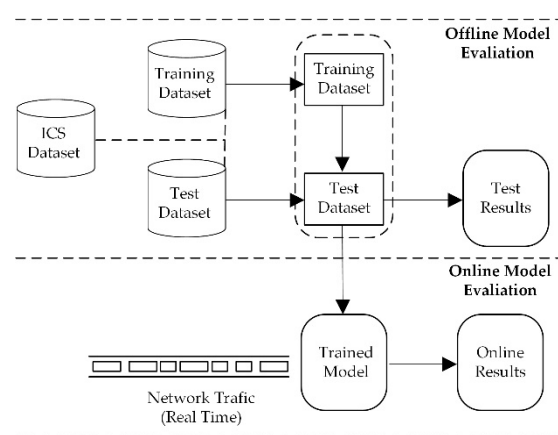 Offline Model
Evaliation
Training
Dataset
Training
Dataset
ICS
Dataset
Test
Dataset
Test
Dataset
Test
Results
Online Model
Evaluation
Trained
Model
Online
Results
Network Trafic
(Real Time)